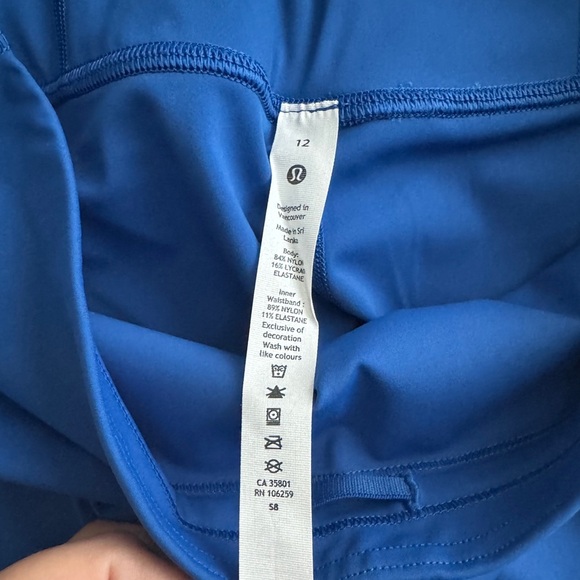 12
Designed in
Vancouver
Made in Sri
Lanka
Body:
84% NYLON
16% LYCRA®
ELASTANE
Inner
Waistband :
89% NYLON
11% ELASTANE
Exclusive of
decoration
Wash with
like colours
CA 35801
RN 106259
S8